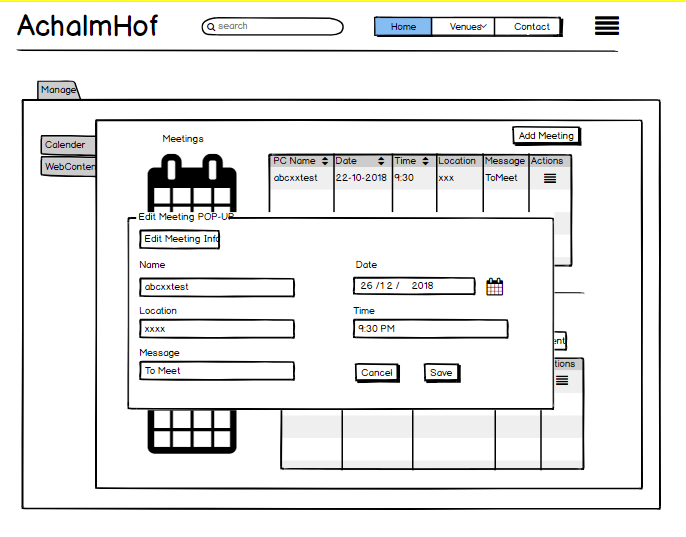 AchalmHof
search
Home Venues Contact
Manage
Calender
WebConten
Meetings
Add Meeting
PC Name Date Time Location Message Actions
abcxxtest 22-10-2018 9:30 xxx ToMeet
Edit Meeting POP-UP
Edit Meeting Info
Name Date
abcxxtest 26 /12 / 2018
Location Time
xxxx 9:30 PM
Message
To Meet
Cancel Save
ent
tions